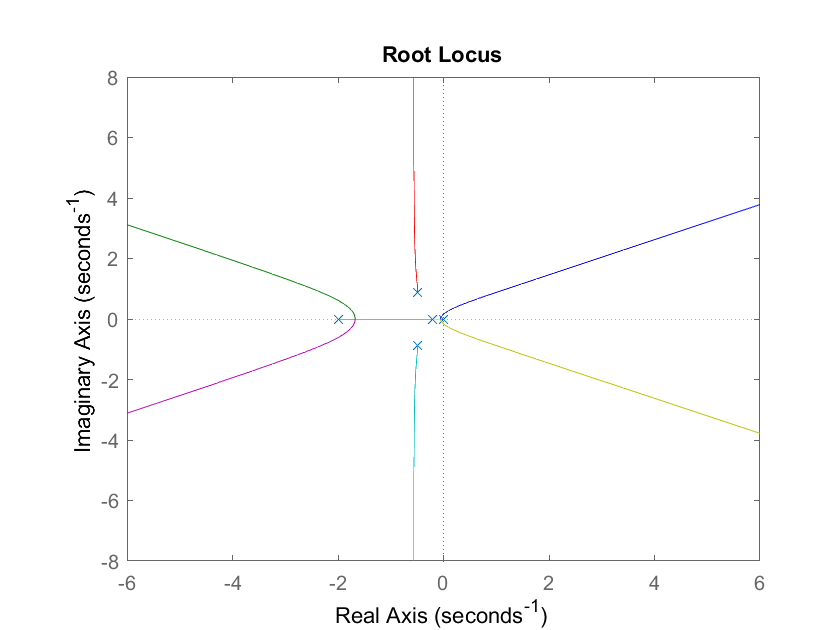 Root Locus
8
6
4
2
0
-2
-4
-6
-8
Imaginary Axis (seconds⁻¹)
-6 -4 -2 0 2 4 6
Real Axis (seconds⁻¹)